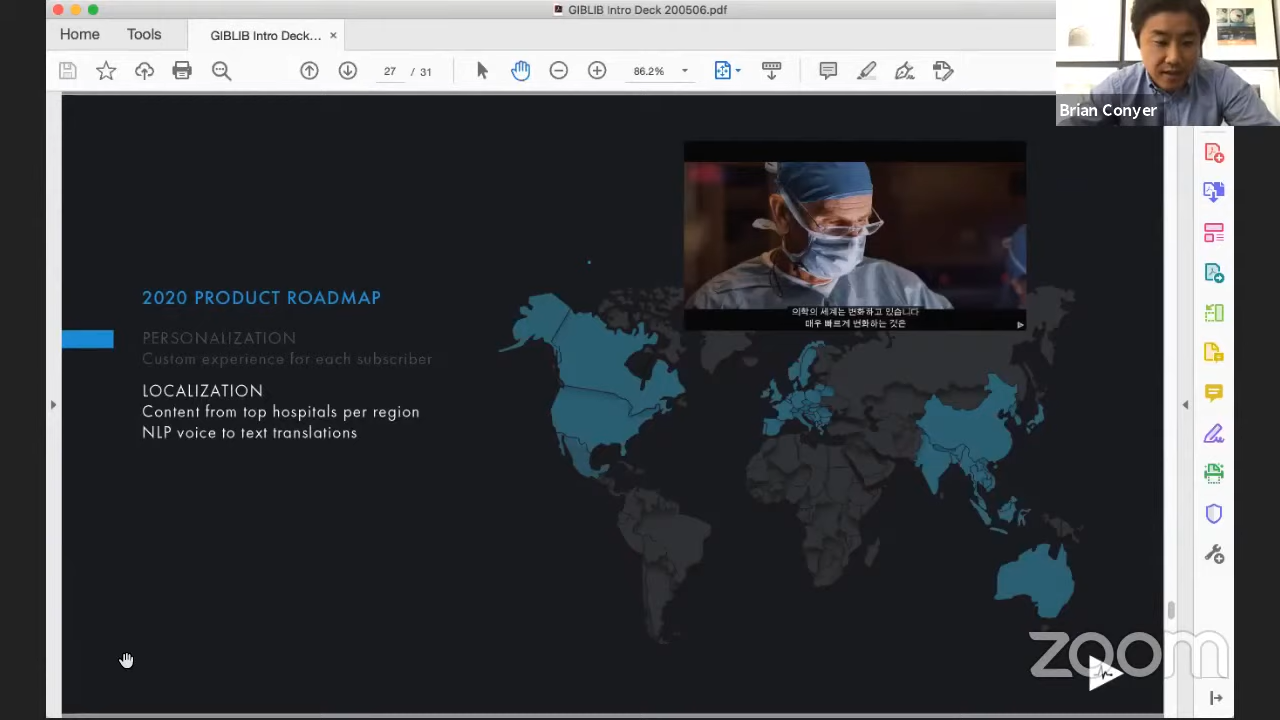 GIBLIB Intro Deck 200506.pdf
Home
Tools
GIBLIB Intro Deck...
27 / 31
86.2%
Brian Conyer
의학의 세계는 변화하고 있습니다
매우 빠르게 변화하는 것은
2020 PRODUCT ROADMAP
PERSONALIZATION
Custom experience for each subscriber
LOCALIZATION
Content from top hospitals per region
NLP voice to text translations
zoom